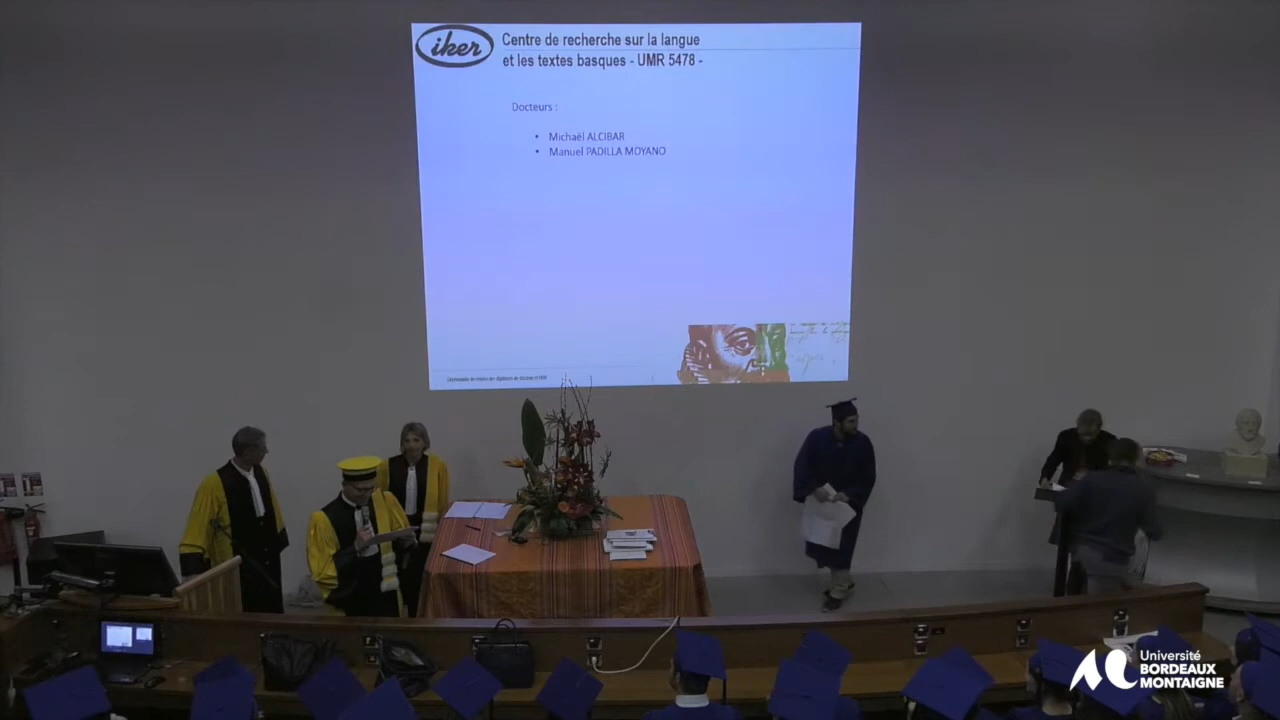 iker
Centre de recherche sur la langue
et les textes basques - UMR 5478 -
Docteurs :
• Michaël ALCIBAR
• Manuel PADILLA MOYANO
Université
BORDEAUX
MONTAIGNE